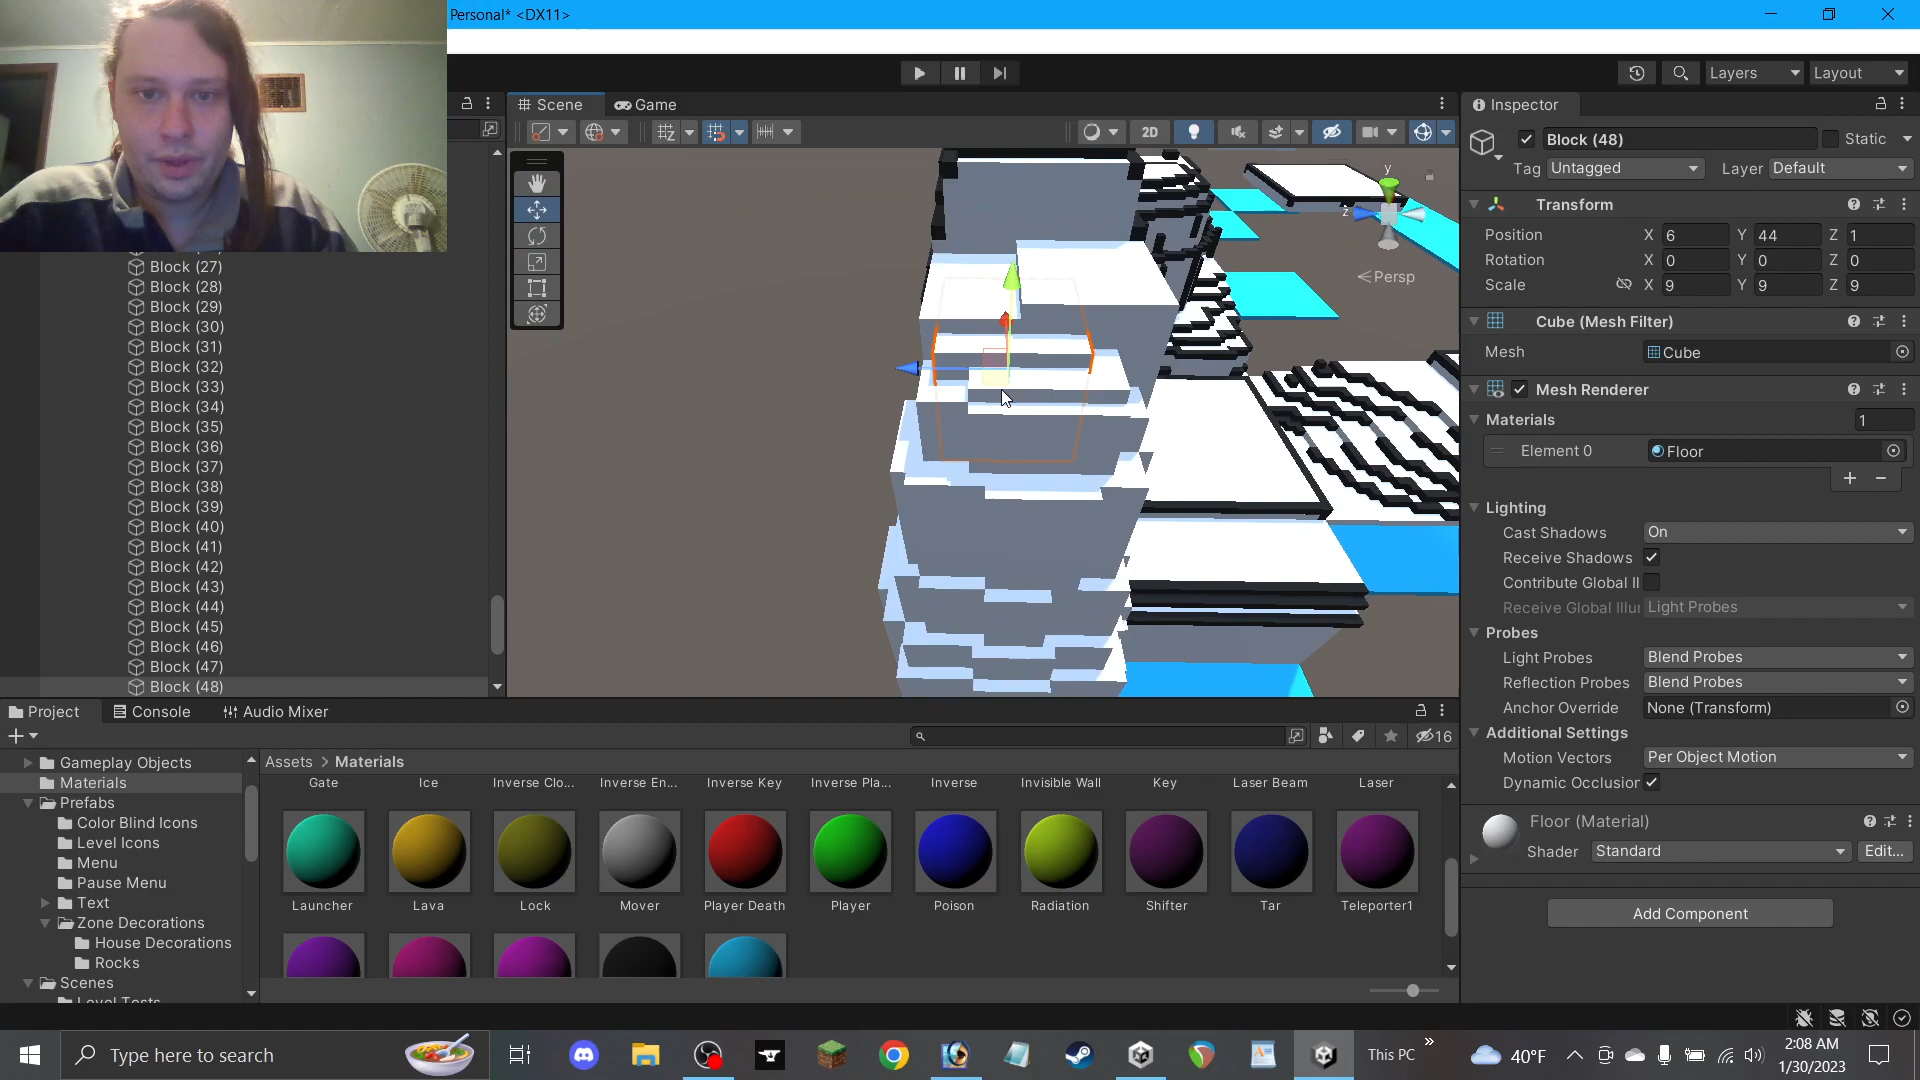 Personal* <DX11>
Layers
Layout
Scene
Game
Inspector
2D
Block (48)
Static
Tag Untagged
Layer Default
Transform
Position X 6 Y 44 Z 1
Rotation X 0 Y 0 Z 0
Scale X 9 Y 9 Z 9
y
z
Persp
Cube (Mesh Filter)
Mesh Cube
Mesh Renderer
Materials 1
Element 0 Floor
Lighting
Cast Shadows On
Receive Shadows
Contribute Global Il
Receive Global Illur Light Probes
Probes
Light Probes Blend Probes
Reflection Probes Blend Probes
Anchor Override None (Transform)
Additional Settings
Motion Vectors Per Object Motion
Dynamic Occlusior
Floor (Material)
Shader Standard Edit...
Add Component
Block (27)
Block (28)
Block (29)
Block (30)
Block (31)
Block (32)
Block (33)
Block (34)
Block (35)
Block (36)
Block (37)
Block (38)
Block (39)
Block (40)
Block (41)
Block (42)
Block (43)
Block (44)
Block (45)
Block (46)
Block (47)
Block (48)
Project
Console
Audio Mixer
16
Gameplay Objects
Materials
Prefabs
Color Blind Icons
Level Icons
Menu
Pause Menu
Text
Zone Decorations
House Decorations
Rocks
Scenes
Level Tests
Assets > Materials
Gate Ice Inverse Clo... Inverse En... Inverse Key Inverse Pla... Inverse Invisible Wall Key Laser Beam Laser
Launcher Lava Lock Mover Player Death Player Poison Radiation Shifter Tar Teleporter1
Type here to search
This PC
40°F
2:08 AM
1/30/2023